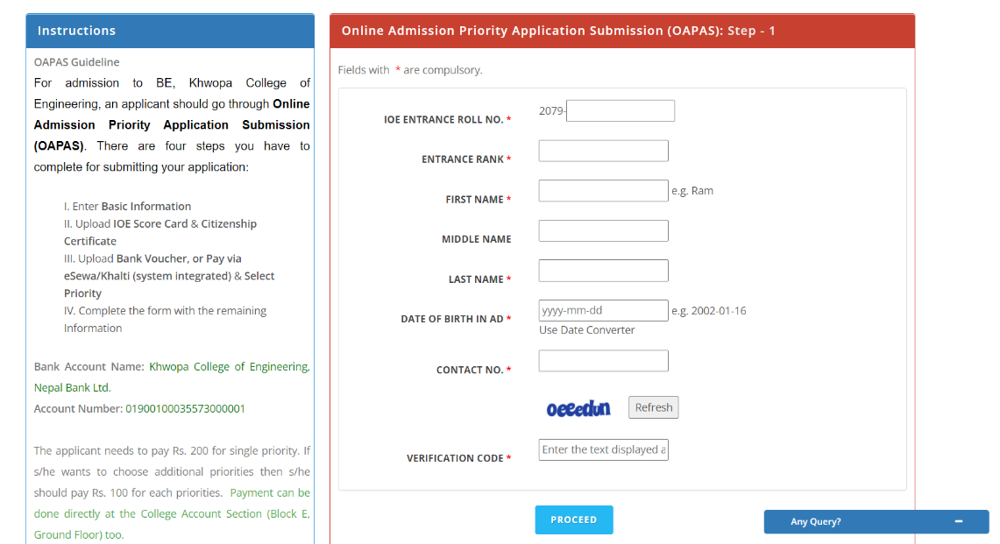 Instructions
OAPAS Guideline
For admission to BE, Khwopa College of
Engineering, an applicant should go through Online
Admission Priority Application Submission
(OAPAS). There are four steps you have to
complete for submitting your application:
I. Enter Basic Information
II. Upload IOE Score Card & Citizenship
Certificate
III. Upload Bank Voucher, or Pay via
eSewa/Khalti (system integrated) & Select
Priority
IV. Complete the form with the remaining
Information
Bank Account Name: Khwopa College of Engineering,
Nepal Bank Ltd.
Account Number: 01900100035573000001
The applicant needs to pay Rs. 200 for single priority. If
s/he wants to choose additional priorities then s/he
should pay Rs. 100 for each priorities. Payment can be
done directly at the College Account Section (Block E,
Ground Floor) too.
Online Admission Priority Application Submission (OAPAS): Step - 1
Fields with * are compulsory.
IOE ENTRANCE ROLL NO. * 2079-
ENTRANCE RANK *
FIRST NAME * e.g. Ram
MIDDLE NAME
LAST NAME *
DATE OF BIRTH IN AD * yyyy-mm-dd e.g. 2002-01-16
Use Date Converter
CONTACT NO. *
oeeedun Refresh
VERIFICATION CODE * Enter the text displayed a
PROCEED
Any Query? −